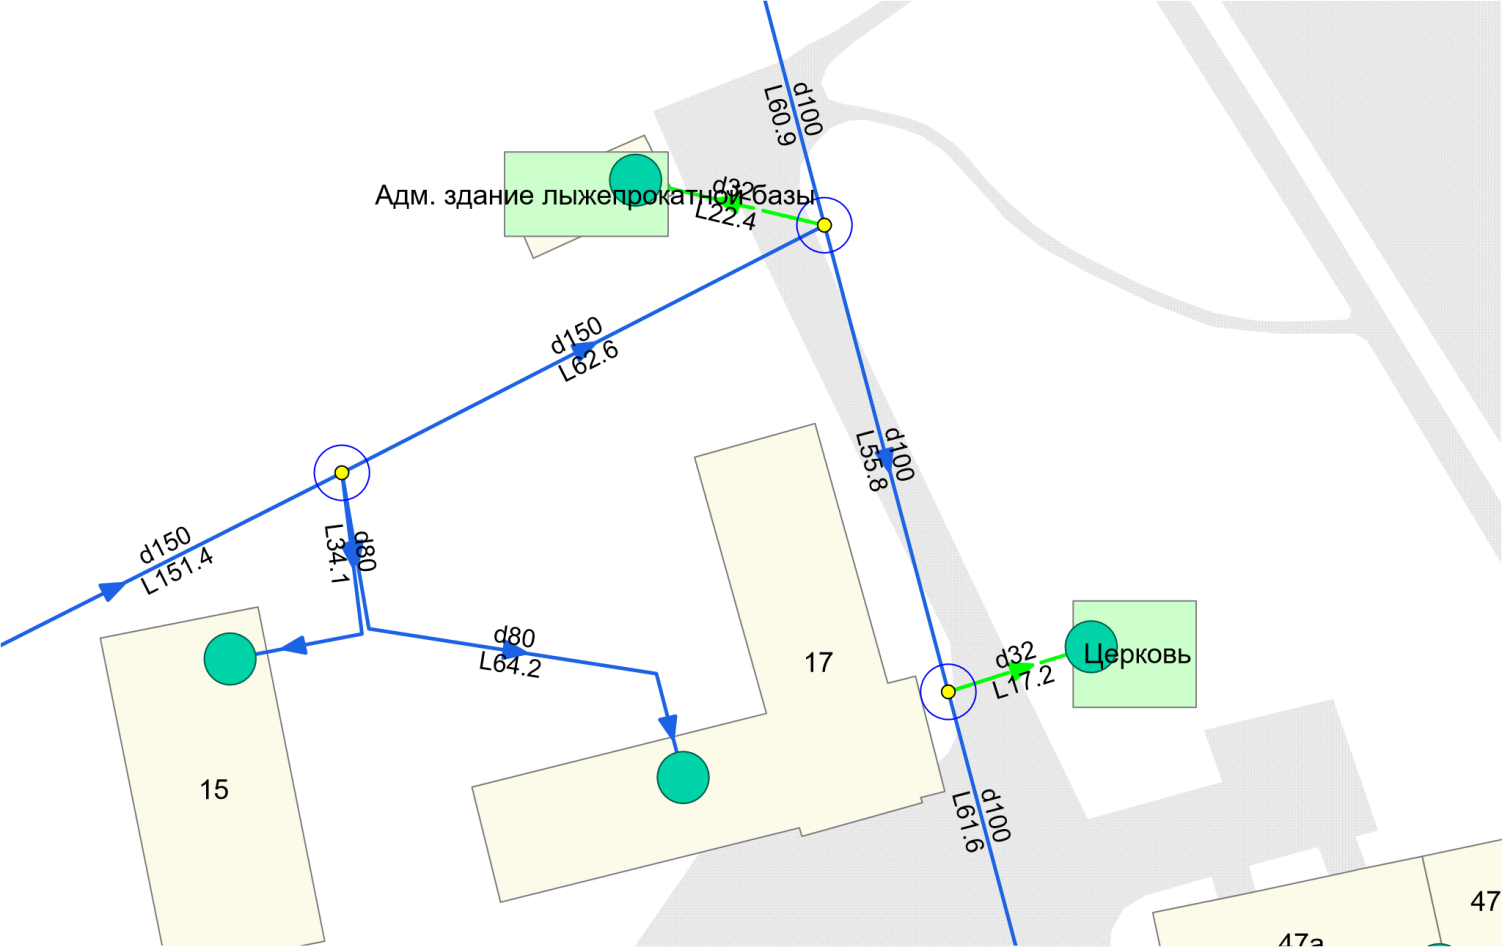 d100
L60.9
d32
Адм. здание лыжепрокатной базы
L22.4
d150
L62.6
d100
L55.8
d150
L151.4
d80
L34.1
d80
L64.2
17
d32
L17.2
Церковь
15
d100
L61.6
47
47а